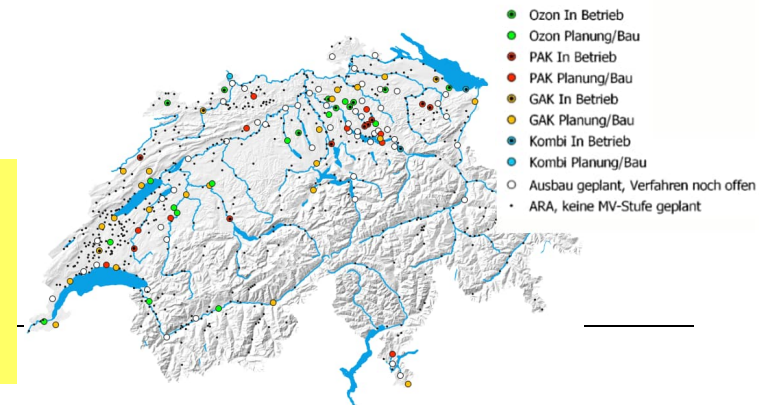 Ozon In Betrieb
Ozon Planung/Bau
PAK In Betrieb
PAK Planung/Bau
GAK In Betrieb
GAK Planung/Bau
Kombi In Betrieb
Kombi Planung/Bau
Ausbau geplant, Verfahren noch offen
ARA, keine MV-Stufe geplant